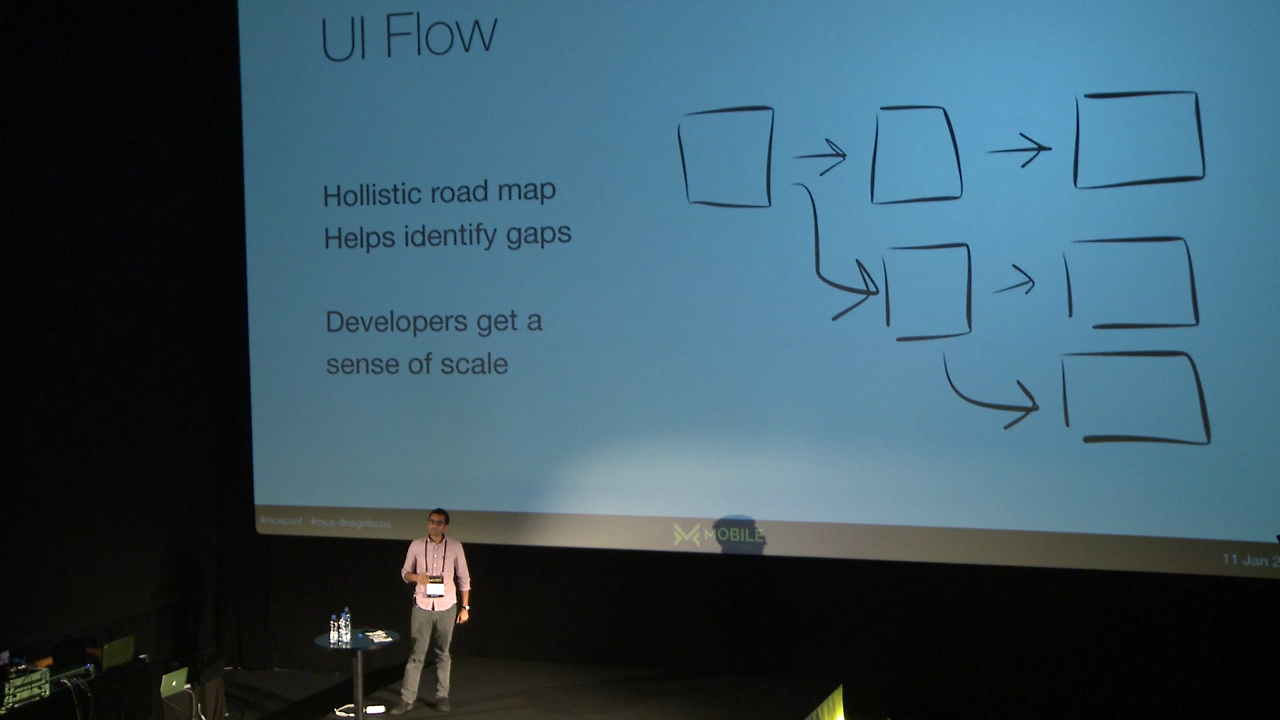 UI Flow
Hollistic road map
Helps identify gaps
Developers get a
sense of scale
#mceconf #mce-designfocus
MOBILE
11 Jan 2